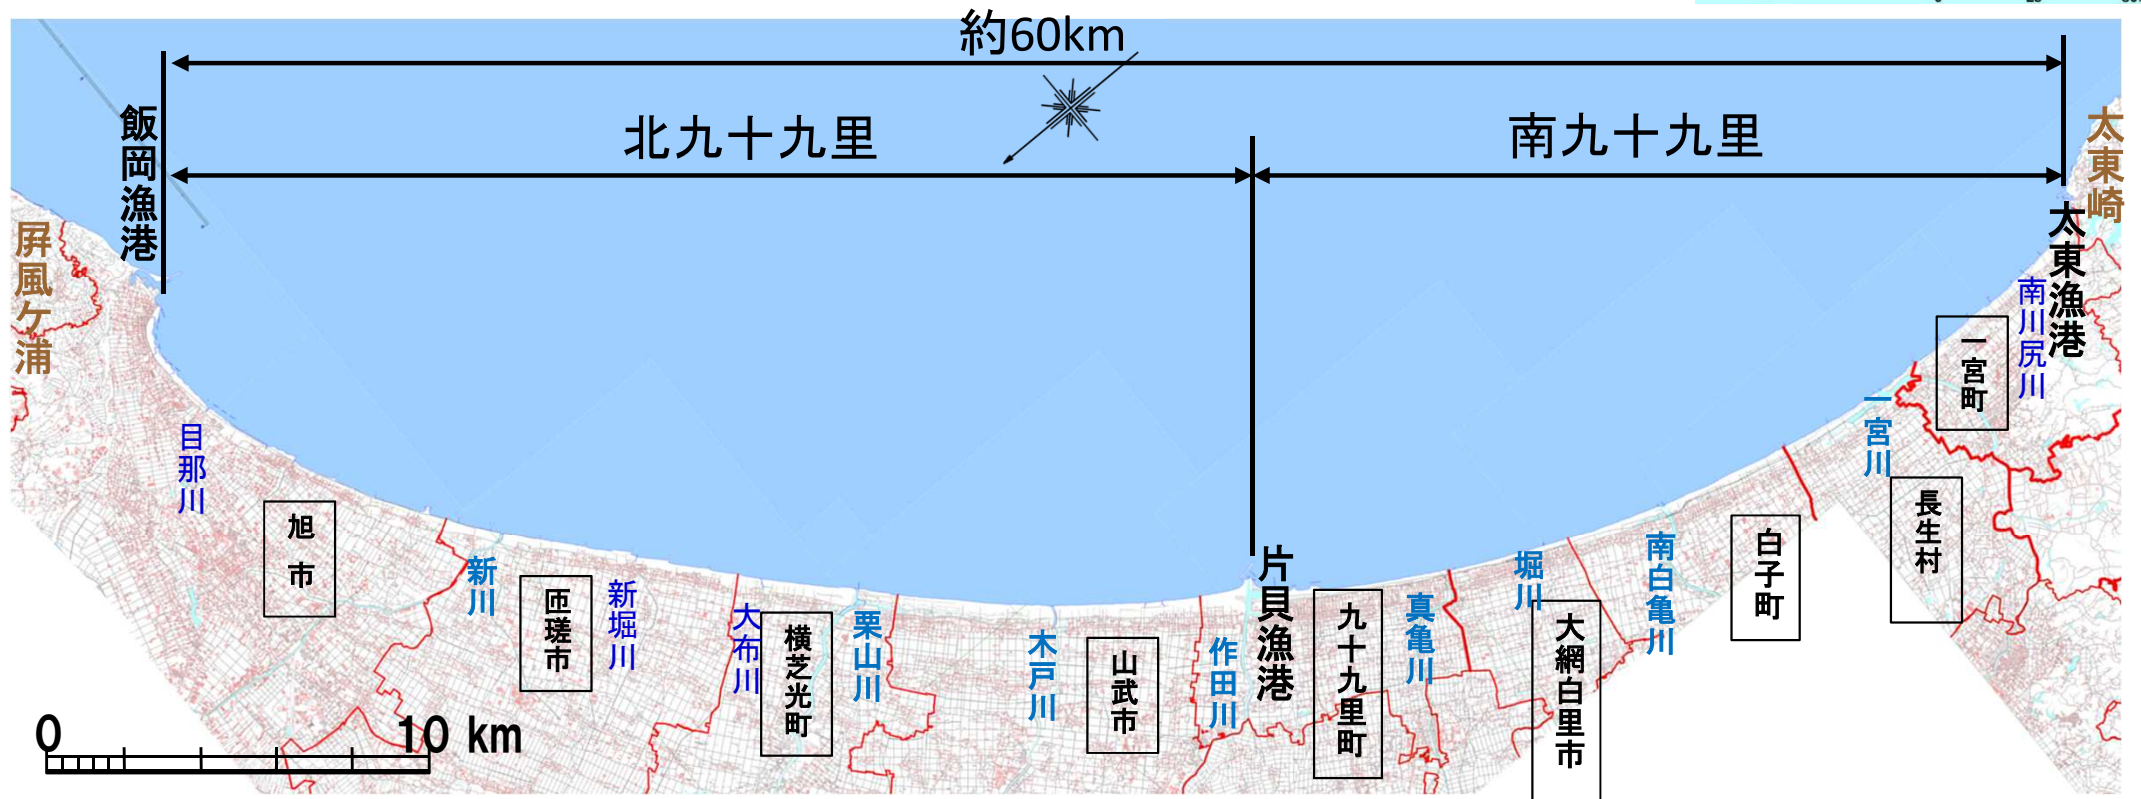 約60km
北九十九里
南九十九里
飯岡漁港
太東崎
屏風ケ浦
太東漁港
南川尻川
一宮町
一宮川
目那川
長生村
旭市
新川
匝瑳市
新堀川
大布川
横芝光町
栗山川
木戸川
山武市
作田川
片貝漁港
九十九里町
真亀川
堀川
大網白里市
南白亀川
白子町
0
10 km